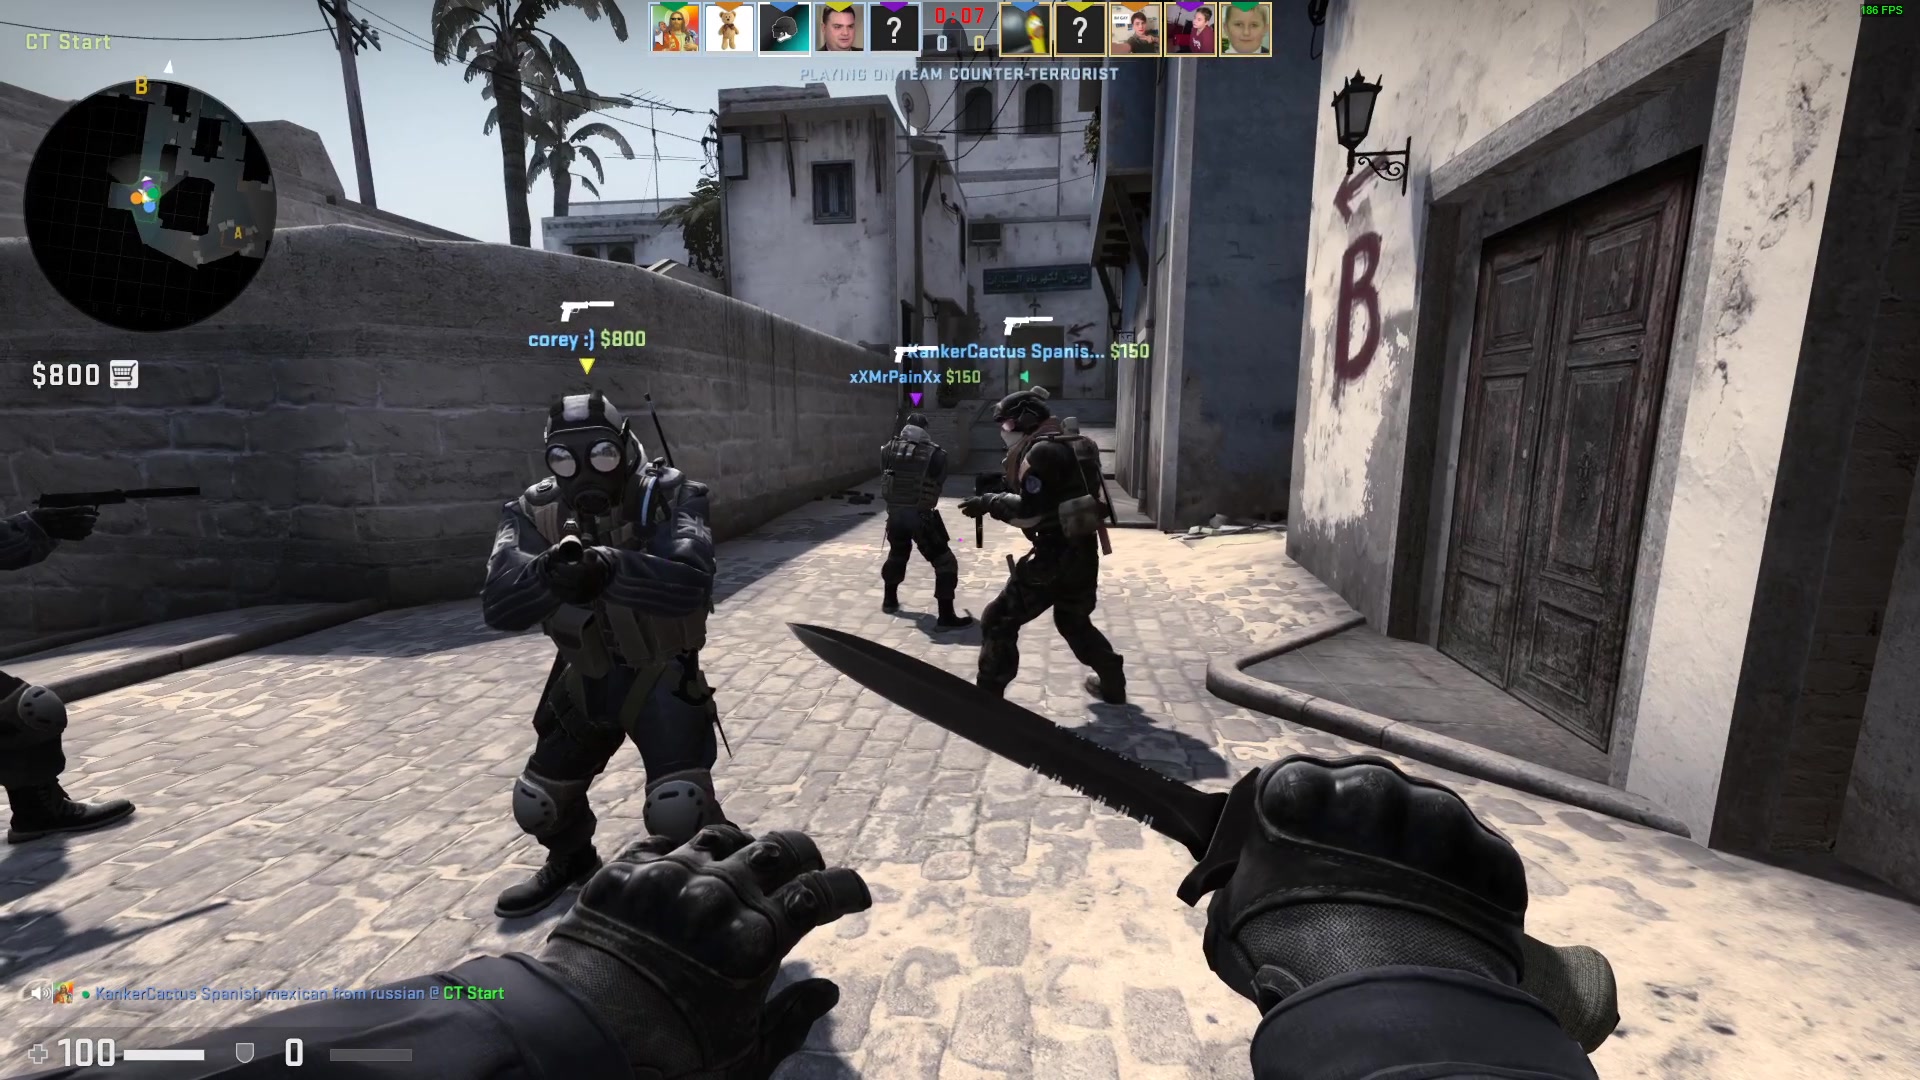 186 FPS
CT Start
B
A
?
0:07
0
0
?
PLAYING ON TEAM COUNTER-TERRORIST
B
B
corey :) $800
KankerCactus Spanis... $150
xXMrPainXx $150
$800
KankerCactus Spanish mexican from russian @ CT Start
100
0